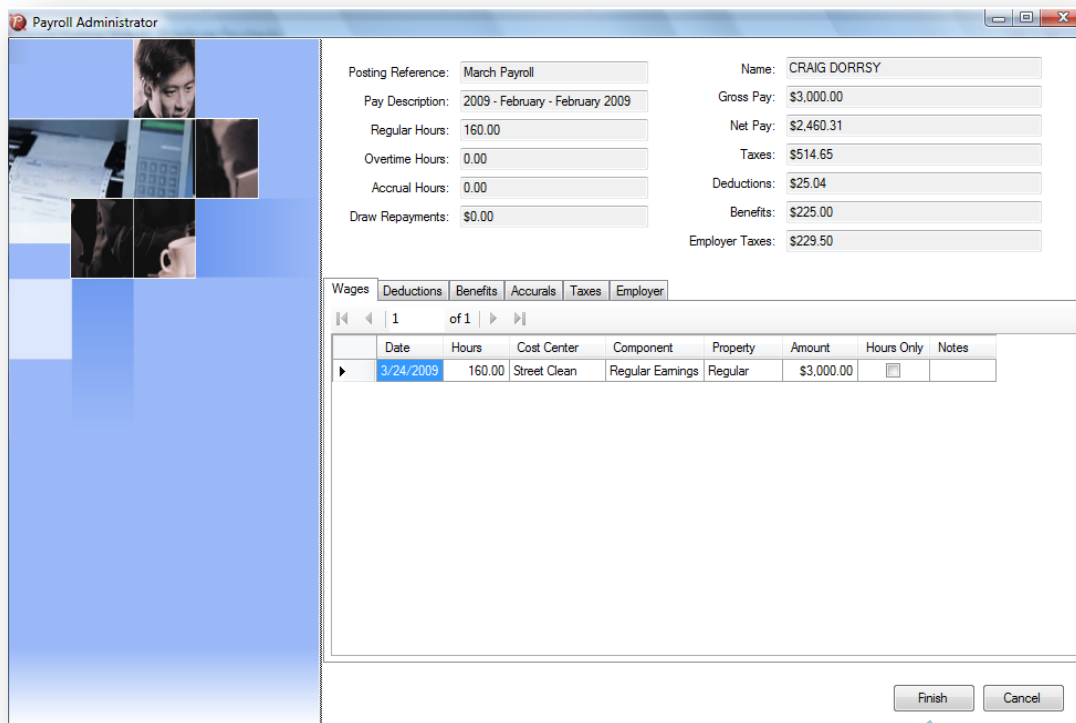 Payroll Administrator
Posting Reference: March Payroll
Pay Description: 2009 - February - February 2009
Regular Hours: 160.00
Overtime Hours: 0.00
Accrual Hours: 0.00
Draw Repayments: $0.00
Name: CRAIG DORRSY
Gross Pay: $3,000.00
Net Pay: $2,460.31
Taxes: $514.65
Deductions: $25.04
Benefits: $225.00
Employer Taxes: $229.50
Wages Deductions Benefits Accurals Taxes Employer
1 of 1
Date Hours Cost Center Component Property Amount Hours Only Notes
3/24/2009 160.00 Street Clean Regular Earnings Regular $3,000.00
Finish Cancel